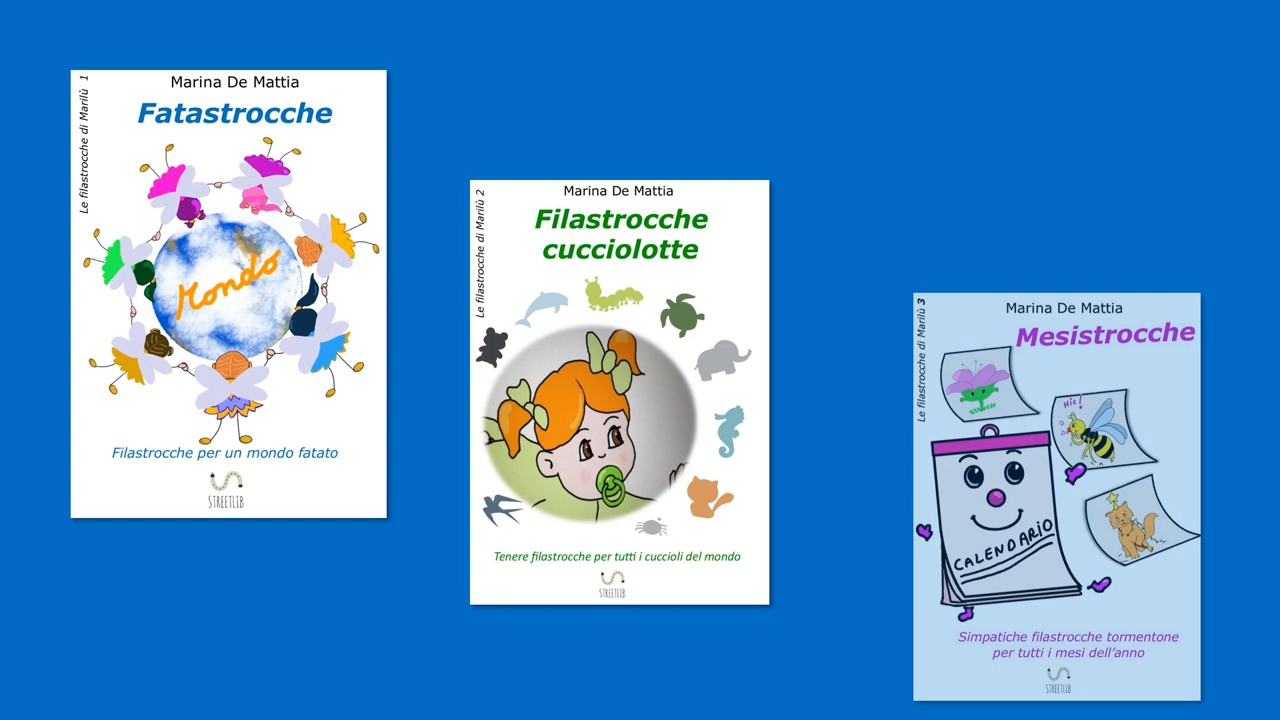 Le filastrocche di Marilù 1
Marina De Mattia
Fatastrocche
Mondo
Filastrocche per un mondo fatato
STREETLIB
Le filastrocche di Marilù 2
Marina De Mattia
Filastrocche
cucciolotte
Tenere filastrocche per tutti i cuccioli del mondo
STREETLIB
Le filastrocche di Marilù 3
Marina De Mattia
Mesistrocche
Hic!
CALENDARiO
Simpatiche filastrocche tormentone
per tutti i mesi dell'anno
STREETLIB